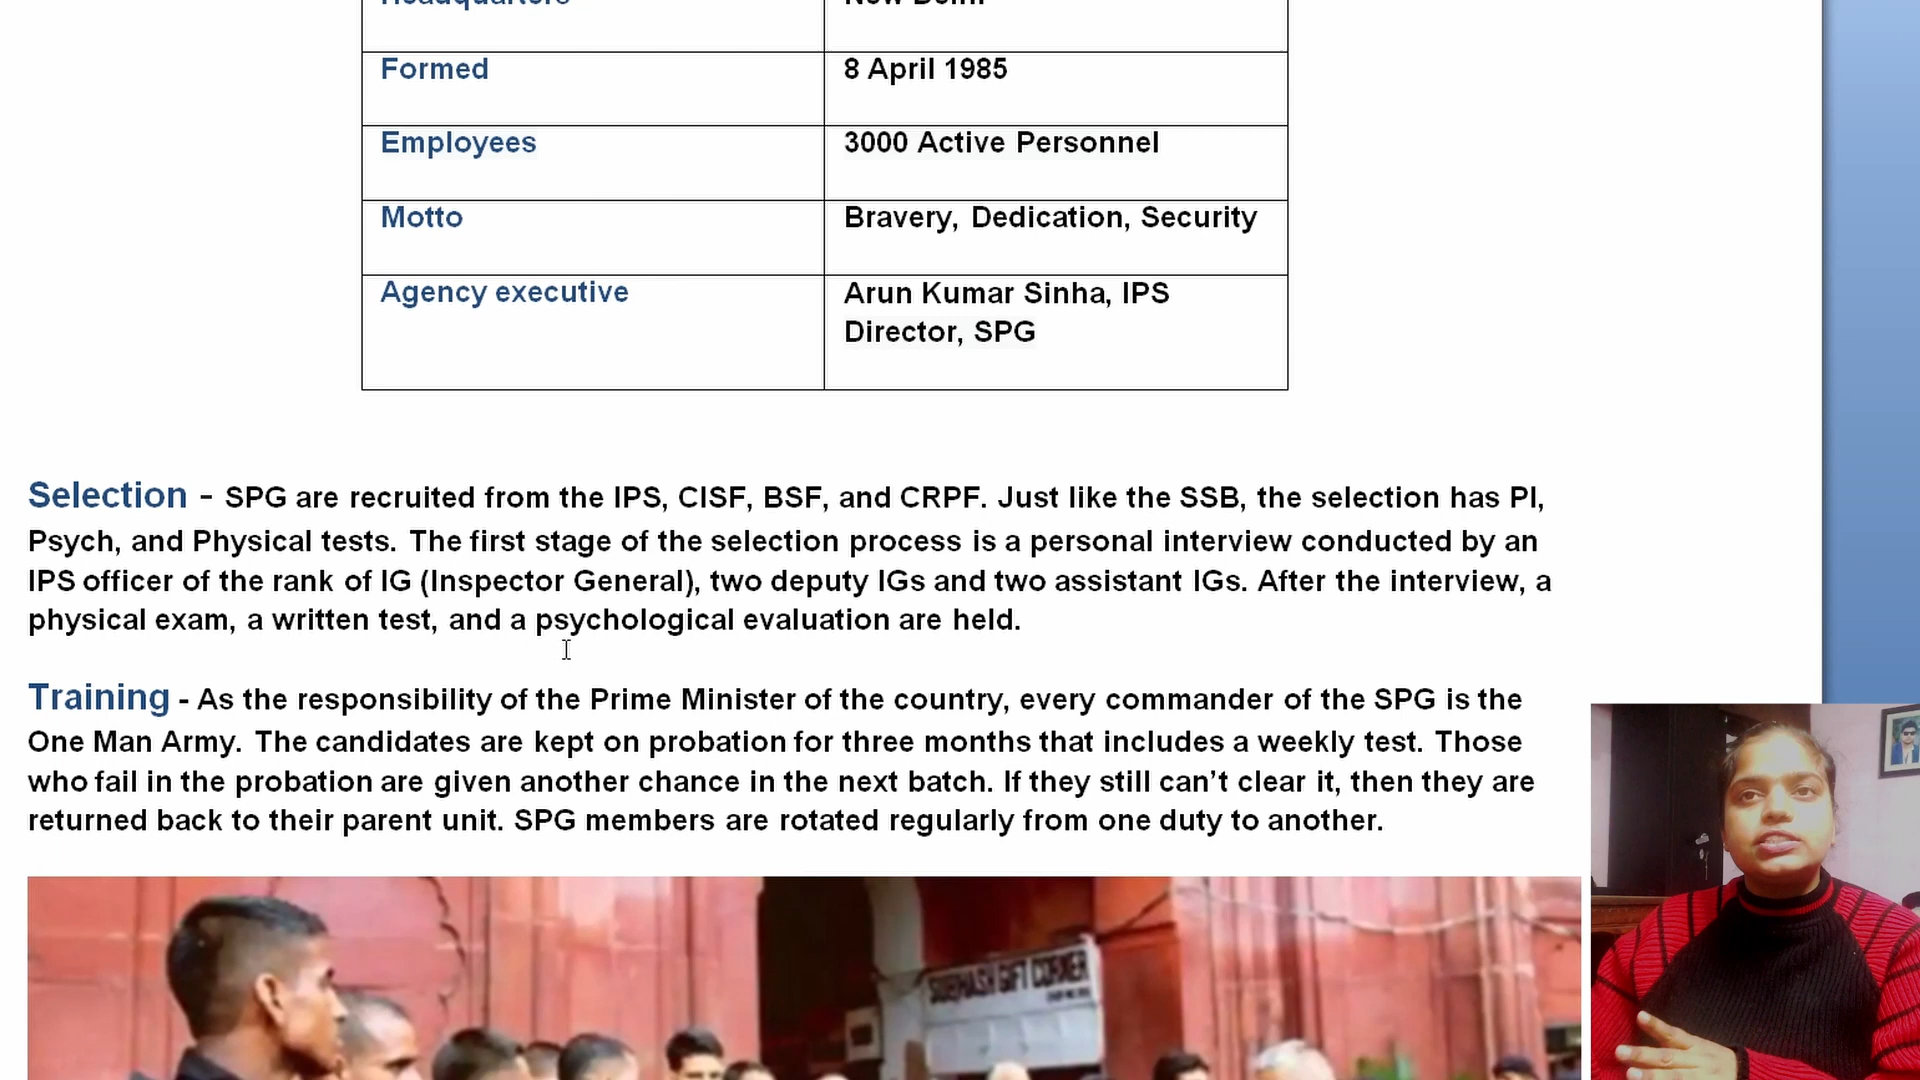 Headquarters New Delhi
Formed 8 April 1985
Employees 3000 Active Personnel
Motto Bravery, Dedication, Security
Agency executive Arun Kumar Sinha, IPS
Director, SPG
Selection - SPG are recruited from the IPS, CISF, BSF, and CRPF. Just like the SSB, the selection has PI,
Psych, and Physical tests. The first stage of the selection process is a personal interview conducted by an
IPS officer of the rank of IG (Inspector General), two deputy IGs and two assistant IGs. After the interview, a
physical exam, a written test, and a psychological evaluation are held.
Training - As the responsibility of the Prime Minister of the country, every commander of the SPG is the
One Man Army. The candidates are kept on probation for three months that includes a weekly test. Those
who fail in the probation are given another chance in the next batch. If they still can’t clear it, then they are
returned back to their parent unit. SPG members are rotated regularly from one duty to another.
SUBHASH GIFT CORNER